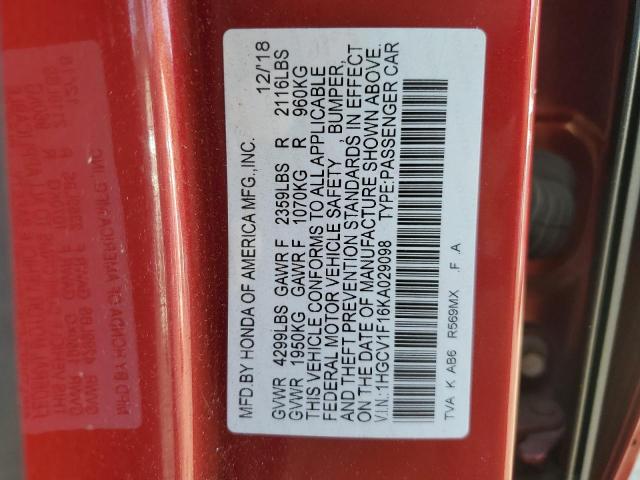 MFD.BY HONDA OF AMERICA MFG.,INC. 12/'18
GVWR 4299LBS GAWR F 2359LBS R 2116LBS
GVWR 1950KG GAWR F 1070KG R 960KG
THIS VEHICLE CONFORMS TO ALL APPLICABLE
FEDERAL MOTOR VEHICLE SAFETY , BUMPER,
AND THEFT PREVENTION STANDARDS IN EFFECT
ON THE DATE OF MANUFACTURE SHOWN ABOVE.
V.I.N.:1HGCV1F16KA029098 TYPE:PASSENGER CAR
TVA K AB6 R569MX .F .A